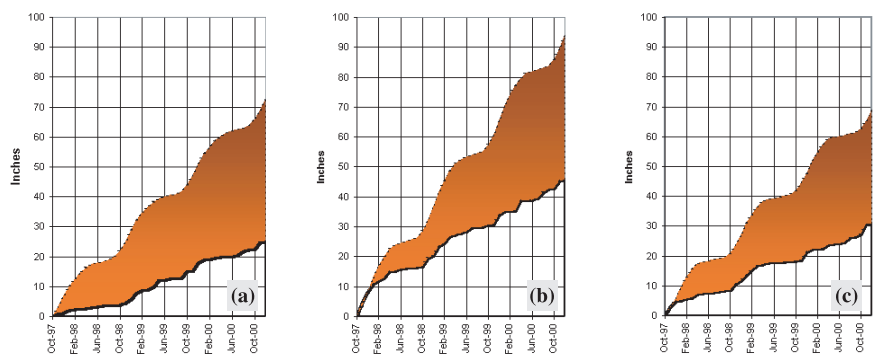 100
90
80
70
60
50
40
30
20
10
0
Inches
Oct-97
Feb-98
Jun-98
Oct-98
Feb-99
Jun-99
Oct-99
Feb-00
Jun-00
Oct-00
(a)
100
90
80
70
60
50
40
30
20
10
0
Inches
Oct-97
Feb-98
Jun-98
Oct-98
Feb-99
Jun-99
Oct-99
Feb-00
Jun-00
Oct-00
(b)
100
90
80
70
60
50
40
30
20
10
0
Inches
Oct-97
Feb-98
Jun-98
Oct-98
Feb-99
Jun-99
Oct-99
Feb-00
Jun-00
Oct-00
(c)